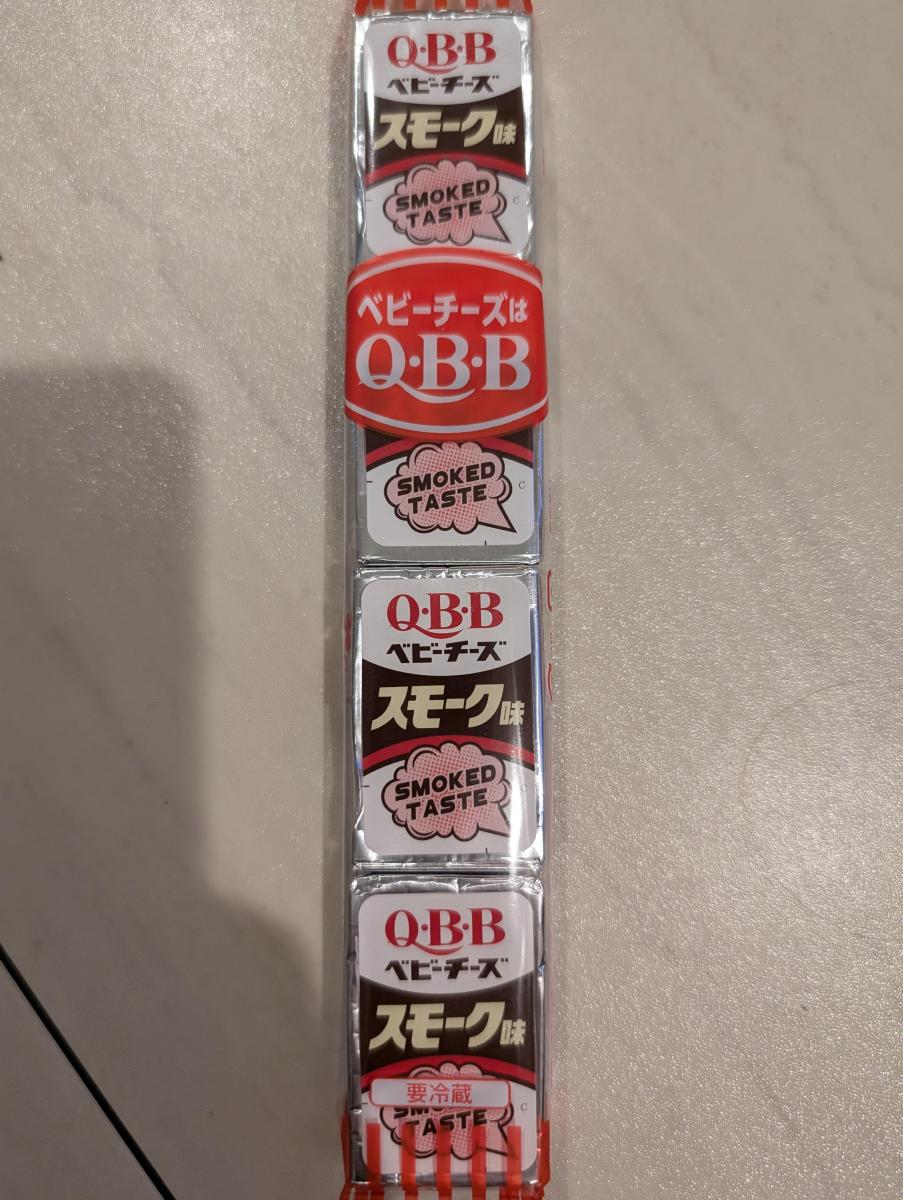 Q·B·B
ベビーチーズ
スモーク味
SMOKED
TASTE
C
ベビーチーズは
Q·B·B
SMOKED
TASTE
C
Q·B·B
ベビーチーズ
スモーク味
SMOKED
TASTE
C
Q·B·B
ベビーチーズ
スモーク味
要冷蔵
SMOKED
TASTE
C